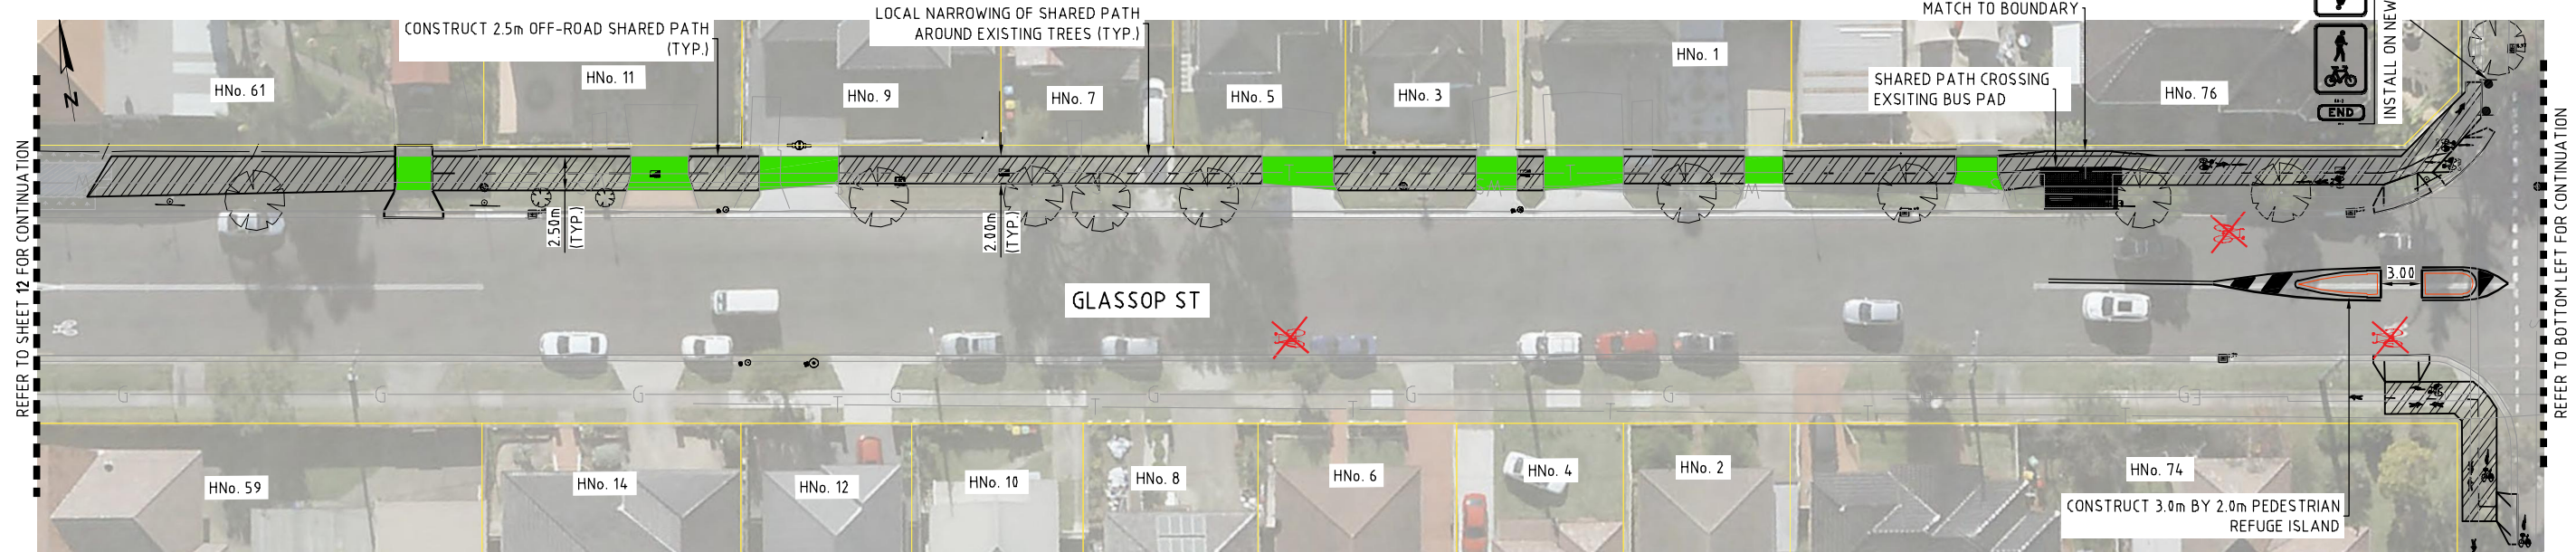 CONSTRUCT 2.5m OFF-ROAD SHARED PATH
(TYP.)
LOCAL NARROWING OF SHARED PATH
AROUND EXISTING TREES (TYP.)
MATCH TO BOUNDARY
INSTALL ON NEW
END
SHARED PATH CROSSING
EXSITING BUS PAD
HNo. 61
HNo. 11
HNo. 9
HNo. 7
HNo. 5
HNo. 3
HNo. 1
HNo. 76
N
REFER TO SHEET 12 FOR CONTINUATION
REFER TO BOTTOM LEFT FOR CONTINUATION
2.50m
(TYP.)
2.00m
(TYP.)
3.00
GLASSOP ST
G
G
G
G
G
G
G
G
G
T
T
T
T
T
HNo. 59
HNo. 14
HNo. 12
HNo. 10
HNo. 8
HNo. 6
HNo. 4
HNo. 2
HNo. 74
CONSTRUCT 3.0m BY 2.0m PEDESTRIAN
REFUGE ISLAND